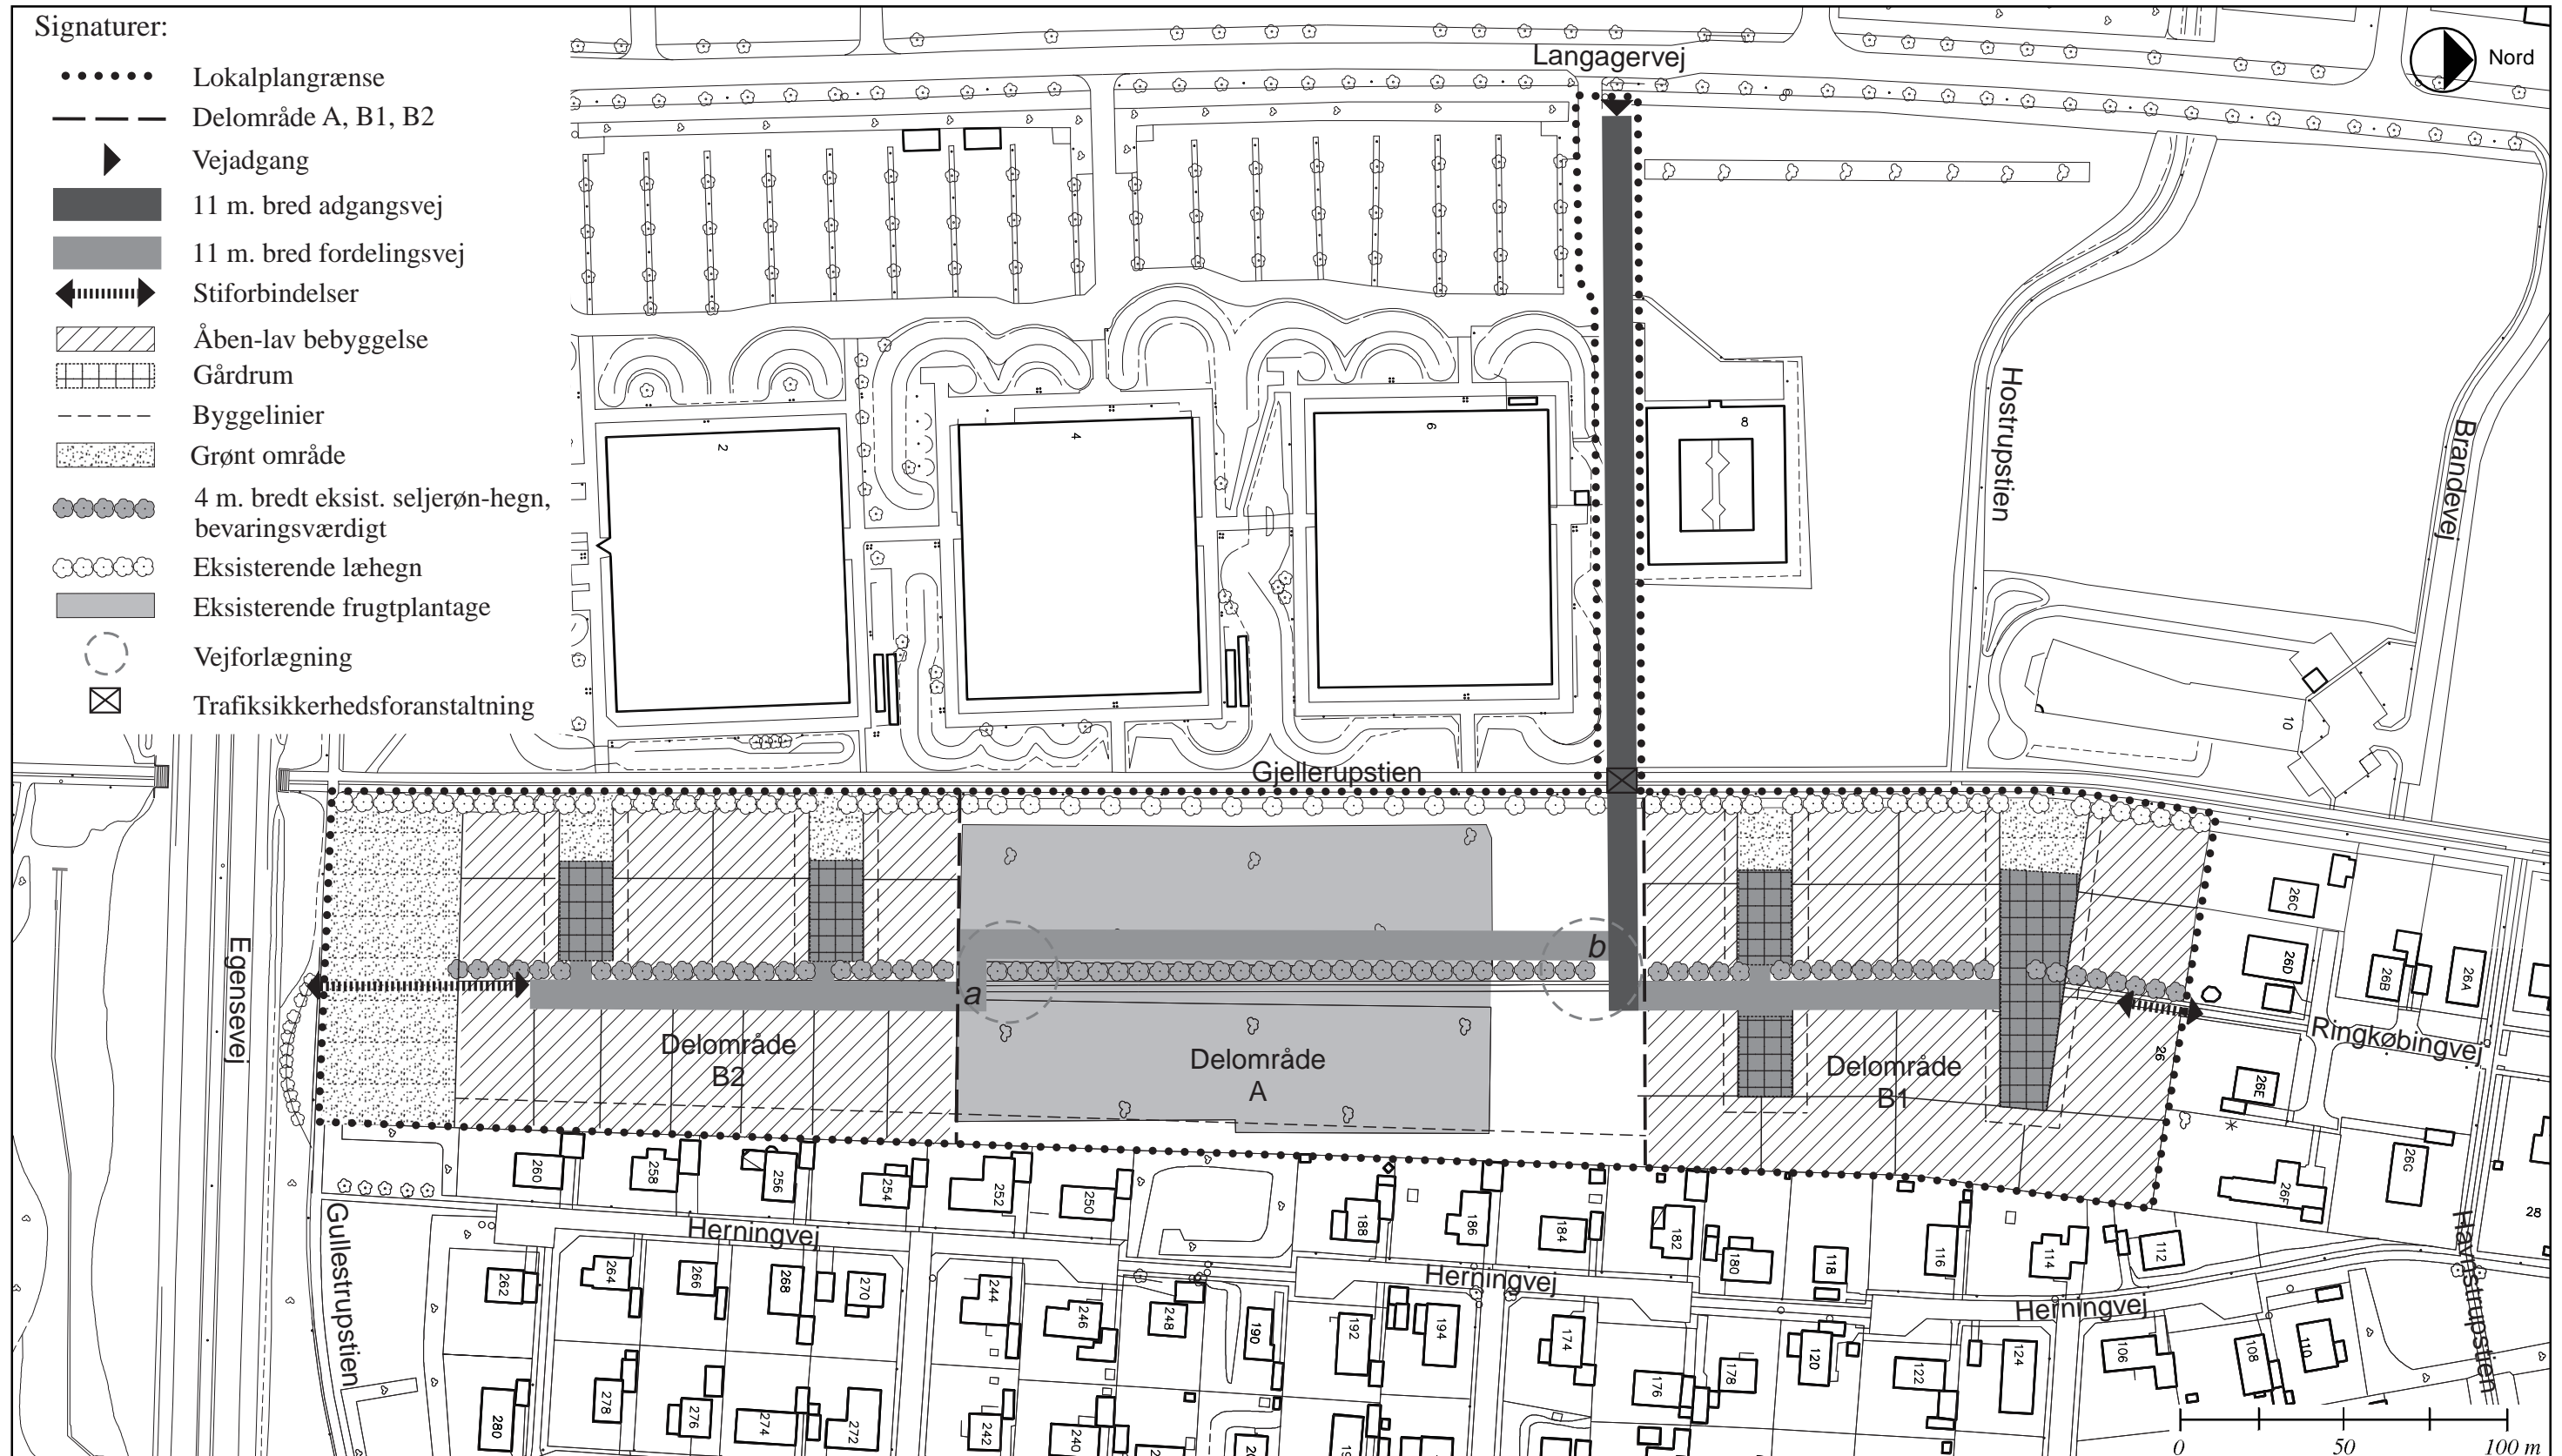 Signaturer:
Lokalplangrænse
Delområde A, B1, B2
Vejadgang
11 m. bred adgangsvej
11 m. bred fordelingsvej
Stiforbindelser
Åben-lav bebyggelse
Gårdrum
Byggelinier
Grønt område
4 m. bredt eksist. seljerøn-hegn,
bevaringsværdigt
Eksisterende læhegn
Eksisterende frugtplantage
Vejforlægning
Trafiksikkerhedsforanstaltning
Langagervej
Nord
2
4
6
8
Hostrupstien
Brandevej
10
Gjellerupstien
Egensevej
a
b
Delområde
B2
Delområde
A
Delområde
B1
26C
26D
26B
26A
Ringkøbingvej
26
26E
26F
26G
28
Havnstrupstien
Gullestrupstien
260
258
256
254
252
250
188
186
184
182
180
118
116
114
112
Herningvej
Herningvej
Herningvej
262
264
266
268
270
244
246
248
190
192
194
174
176
178
120
122
124
106
108
110
280
278
276
274
272
242
240
0
50
100 m